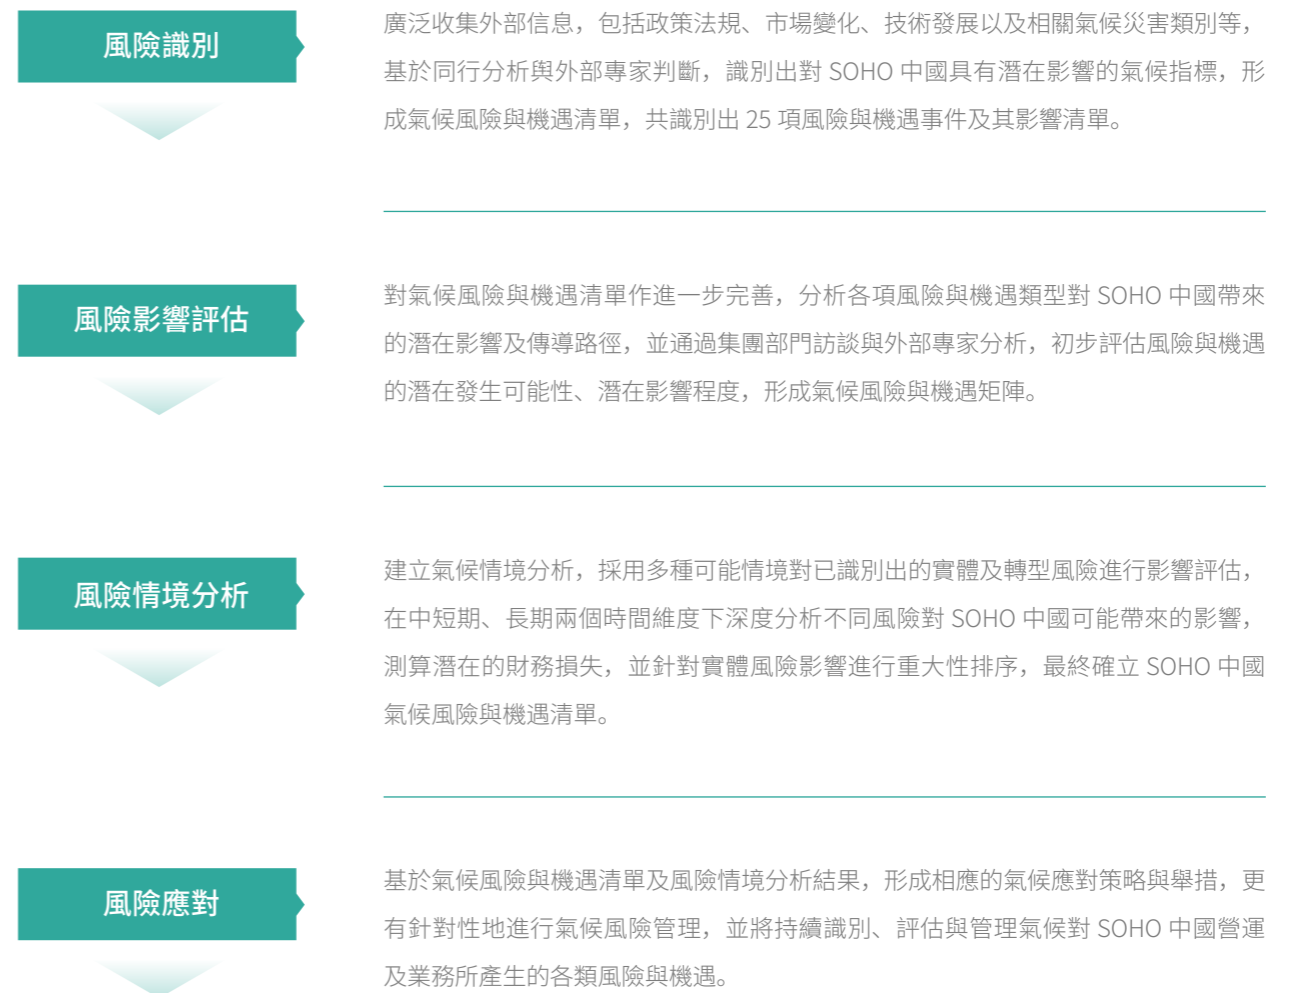 風險識別
廣泛收集外部信息，包括政策法規、市場變化、技術發展以及相關氣候災害類別等，
基於同行分析與外部專家判斷，識別出對 SOHO 中國具有潛在影響的氣候指標，形
成氣候風險與機遇清單，共識別出 25 項風險與機遇事件及其影響清單。
風險影響評估
對氣候風險與機遇清單作進一步完善，分析各項風險與機遇類型對 SOHO 中國帶來
的潛在影響及傳導路徑，並通過集團部門訪談與外部專家分析，初步評估風險與機遇
的潛在發生可能性、潛在影響程度，形成氣候風險與機遇矩陣。
風險情境分析
建立氣候情境分析，採用多種可能情境對已識別出的實體及轉型風險進行影響評估，
在中短期、長期兩個時間維度下深度分析不同風險對 SOHO 中國可能帶來的影響，
測算潛在的財務損失，並針對實體風險影響進行重大性排序，最終確立 SOHO 中國
氣候風險與機遇清單。
風險應對
基於氣候風險與機遇清單及風險情境分析結果，形成相應的氣候應對策略與舉措，更
有針對性地進行氣候風險管理，並將持續識別、評估與管理氣候對 SOHO 中國營運
及業務所產生的各類風險與機遇。